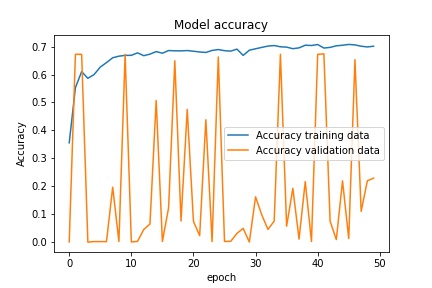 Model accuracy
Accuracy
0.7
0.6
0.5
0.4
0.3
0.2
0.1
0.0
Accuracy training data
Accuracy validation data
0 10 20 30 40 50
epoch